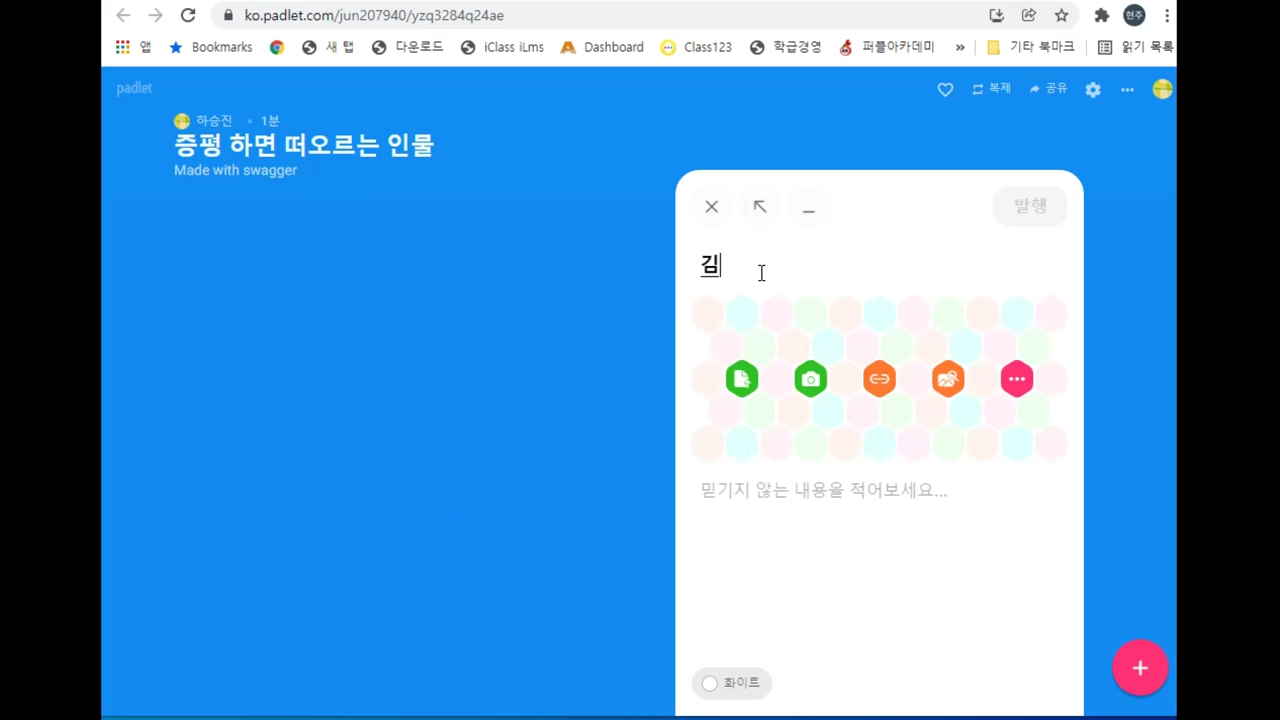 ko.padlet.com/jun207940/yzq3284q24ae
현주
앱 Bookmarks 새 탭 다운로드 iClass iLms Dashboard Class123 학급경영 퍼플아카데미 » 기타 북마크 읽기 목록
padlet
복제 공유
하승진 • 1분
증평 하면 떠오르는 인물
Made with swagger
발행
김
믿기지 않는 내용을 적어보세요...
화이트